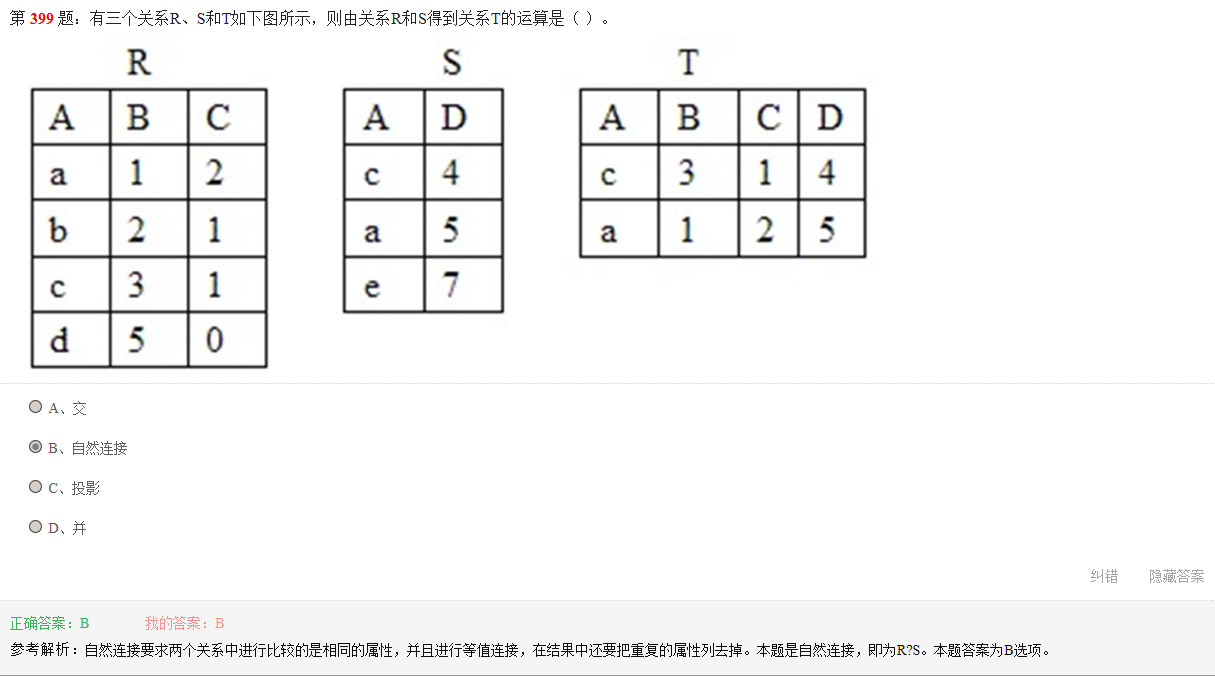 第 399 题：有三个关系R、S和T如下图所示，则由关系R和S得到关系T的运算是（ ）。
R S T
A B C A D A B C D
a 1 2 c 4 c 3 1 4
b 2 1 a 5 a 1 2 5
c 3 1 e 7
d 5 0
A、交
B、自然连接
C、投影
D、并
纠错 隐藏答案
正确答案：B 我的答案：B
参考解析：自然连接要求两个关系中进行比较的是相同的属性，并且进行等值连接，在结果中还要把重复的属性列去掉。本题是自然连接，即为R?S。本题答案为B选项。